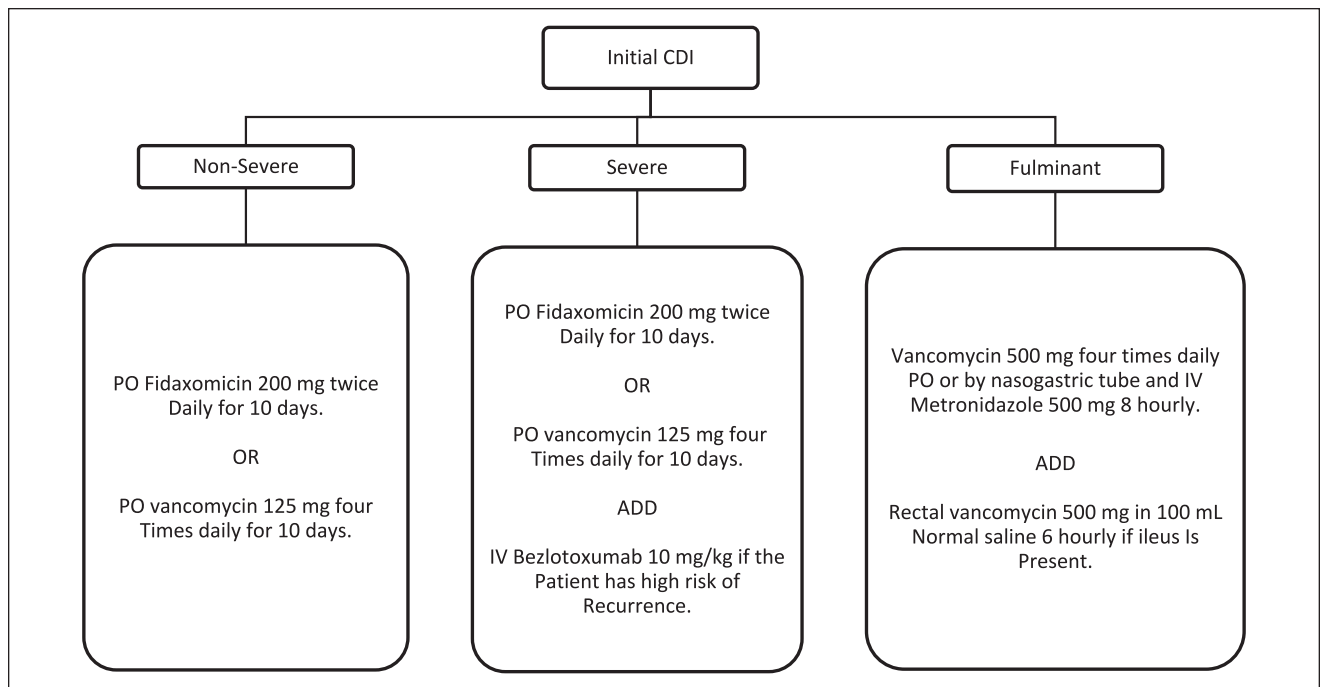 Initial CDI
Non-Severe
Severe
Fulminant
PO Fidaxomicin 200 mg twice
Daily for 10 days.
OR
PO vancomycin 125 mg four
Times daily for 10 days.
PO Fidaxomicin 200 mg twice
Daily for 10 days.
OR
PO vancomycin 125 mg four
Times daily for 10 days.
ADD
IV Bezlotoxumab 10 mg/kg if the
Patient has high risk of
Recurrence.
Vancomycin 500 mg four times daily
PO or by nasogastric tube and IV
Metronidazole 500 mg 8 hourly.
ADD
Rectal vancomycin 500 mg in 100 mL
Normal saline 6 hourly if ileus Is
Present.